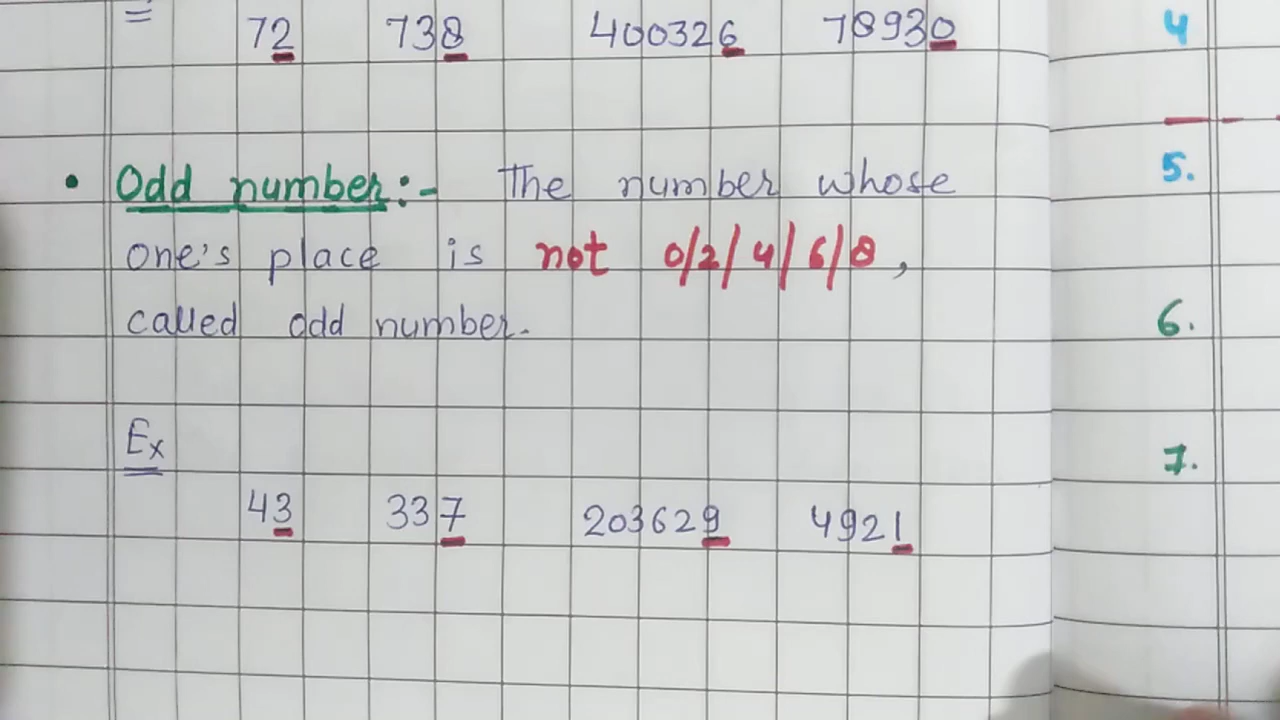 =
72 738 400326 78930
• Odd number:- The number whose
one's place is not 0/2/4/6/8,
called odd number.
Ex
43 337 203629 4921
4
5.
6.
7.